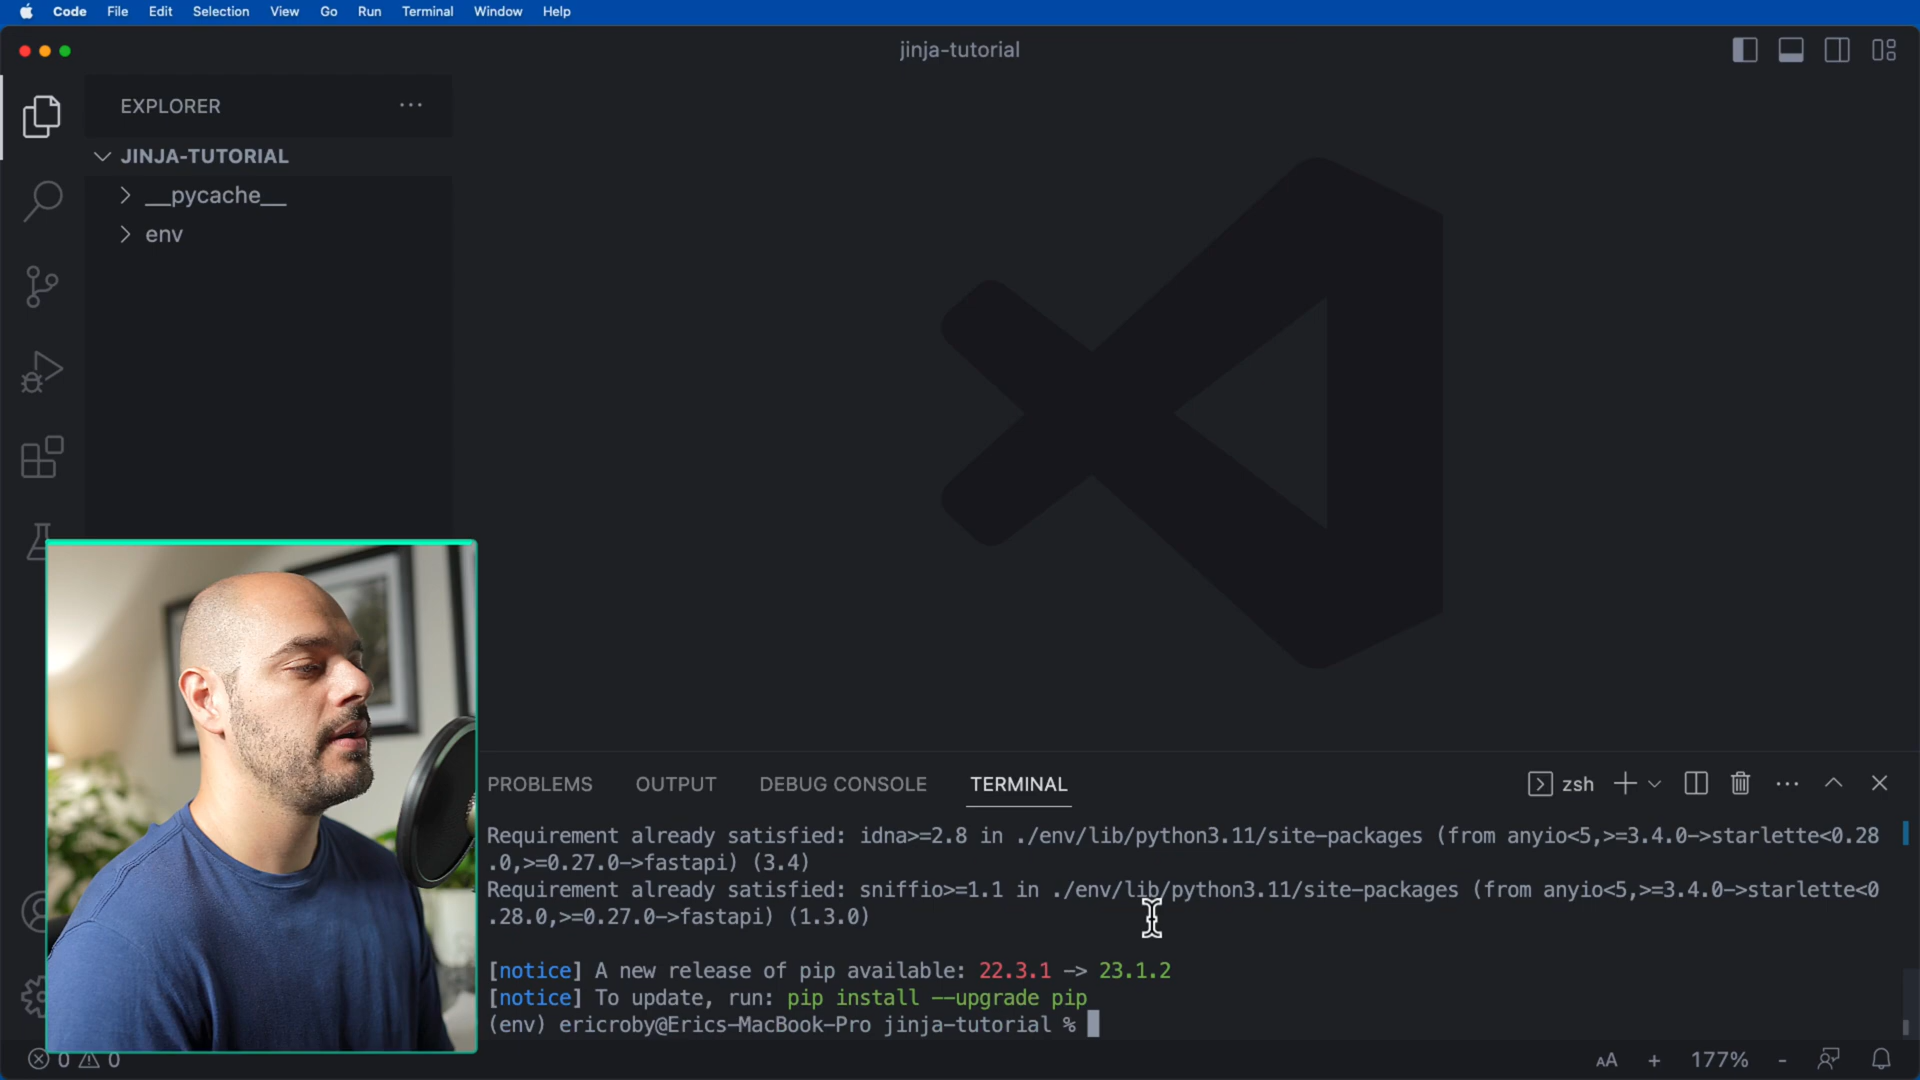 Code File Edit Selection View Go Run Terminal Window Help
jinja-tutorial
EXPLORER
JINJA-TUTORIAL
__pycache__
env
PROBLEMS OUTPUT DEBUG CONSOLE TERMINAL
zsh
Requirement already satisfied: idna>=2.8 in ./env/lib/python3.11/site-packages (from anyio<5,>=3.4.0->starlette<0.28
.0,>=0.27.0->fastapi) (3.4)
Requirement already satisfied: sniffio>=1.1 in ./env/lib/python3.11/site-packages (from anyio<5,>=3.4.0->starlette<0
.28.0,>=0.27.0->fastapi) (1.3.0)
[notice] A new release of pip available: 22.3.1 -> 23.1.2
[notice] To update, run: pip install --upgrade pip
(env) ericroby@Erics-MacBook-Pro jinja-tutorial %
0 0
AA + 177% -